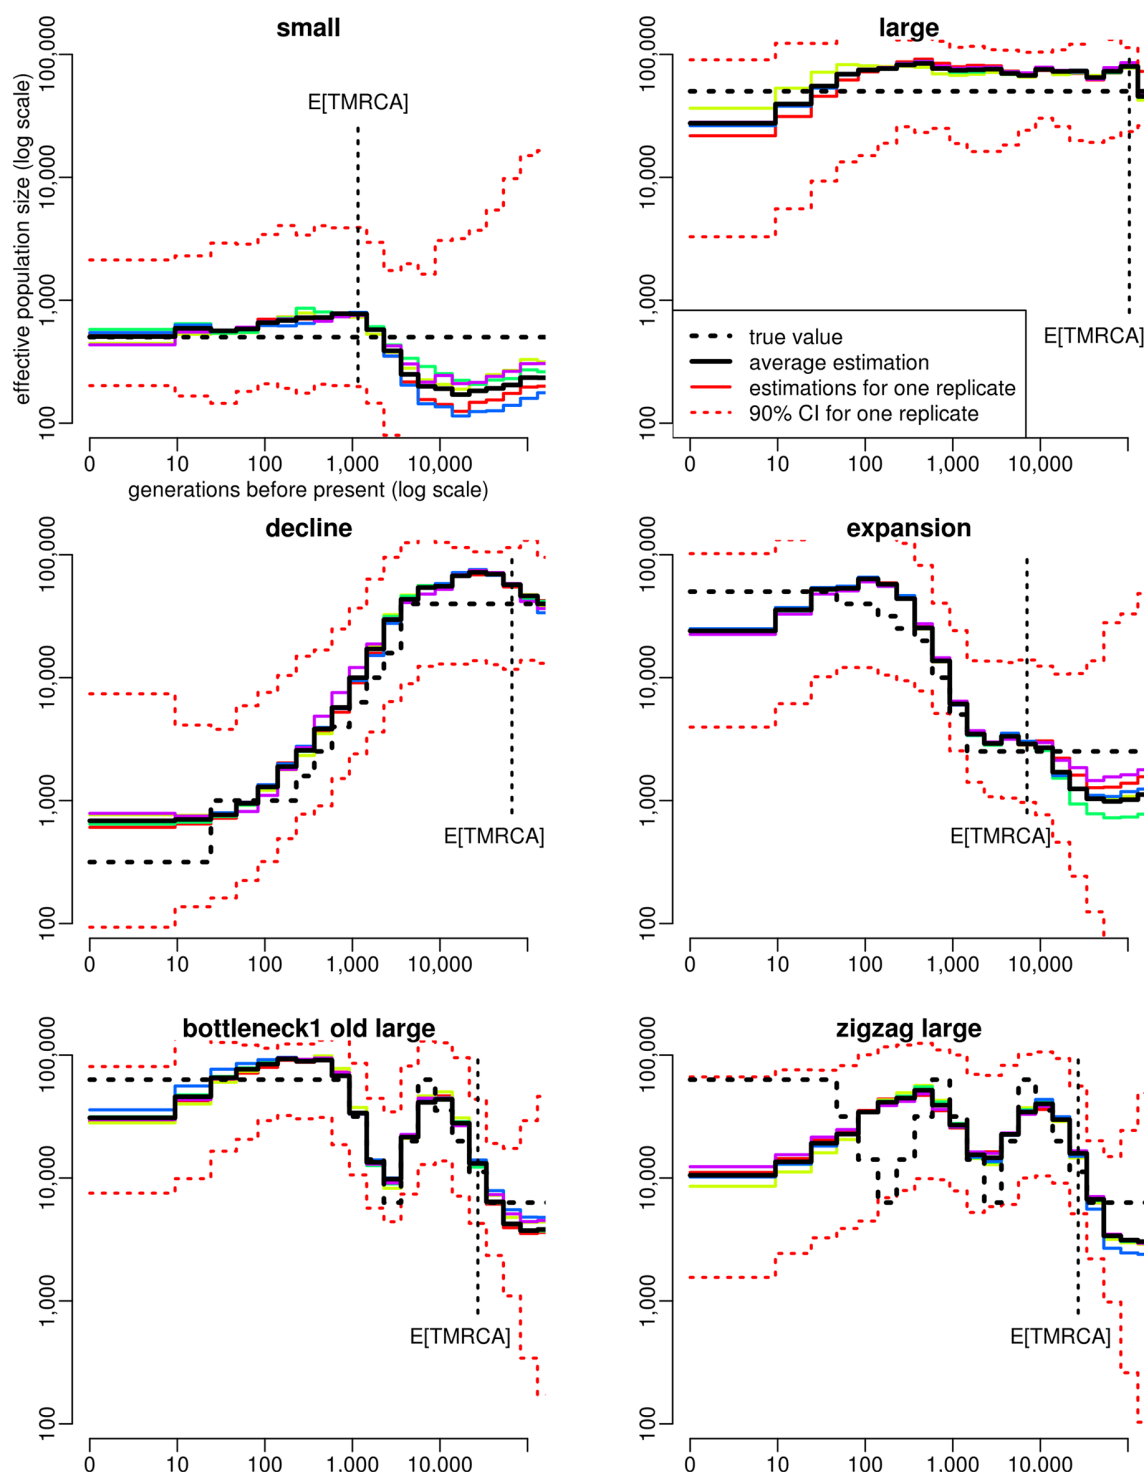 small
effective population size (log scale)
100,000
10,000
1,000
100
E[TMRCA]
0 10 100 1,000 10,000
generations before present (log scale)
large
100,000
10,000
1,000
100
E[TMRCA]
true value
average estimation
estimations for one replicate
90% CI for one replicate
0 10 100 1,000 10,000
decline
100,000
10,000
1,000
100
E[TMRCA]
0 10 100 1,000 10,000
expansion
100,000
10,000
1,000
100
E[TMRCA]
0 10 100 1,000 10,000
bottleneck1 old large
100,000
10,000
1,000
100
E[TMRCA]
0 10 100 1,000 10,000
zigzag large
100,000
10,000
1,000
100
E[TMRCA]
0 10 100 1,000 10,000